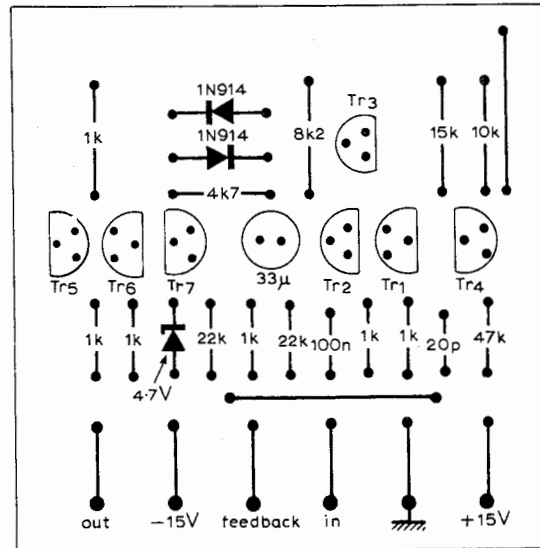 1N914
Tr3
1N914
1k
8k2
15k
10k
4k7
Tr5
Tr6
Tr7
33μ
Tr2
Tr1
Tr4
1k
1k
22k
1k
22k
100n
1k
1k
20p
47k
4·7V
out
−15V
feedback
in
+15V